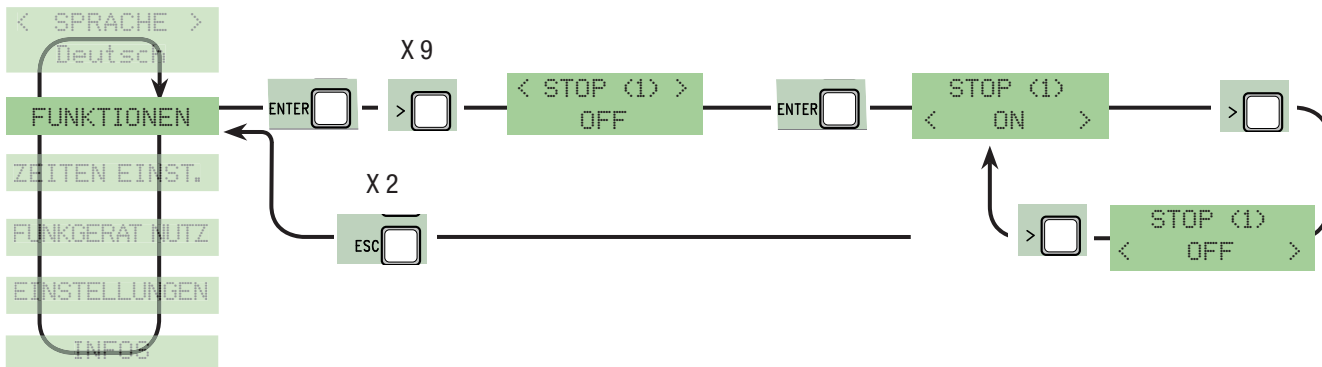 < SPRACHE >
Deutsch
FUNKTIONEN
ZEITEN EINST.
FUNKGERAT NUTZ
EINSTELLUNGEN
INFOS
ENTER
X 9
>
< STOP (1) >
OFF
ENTER
STOP (1)
< ON >
>
X 2
ESC
>
STOP (1)
< OFF >